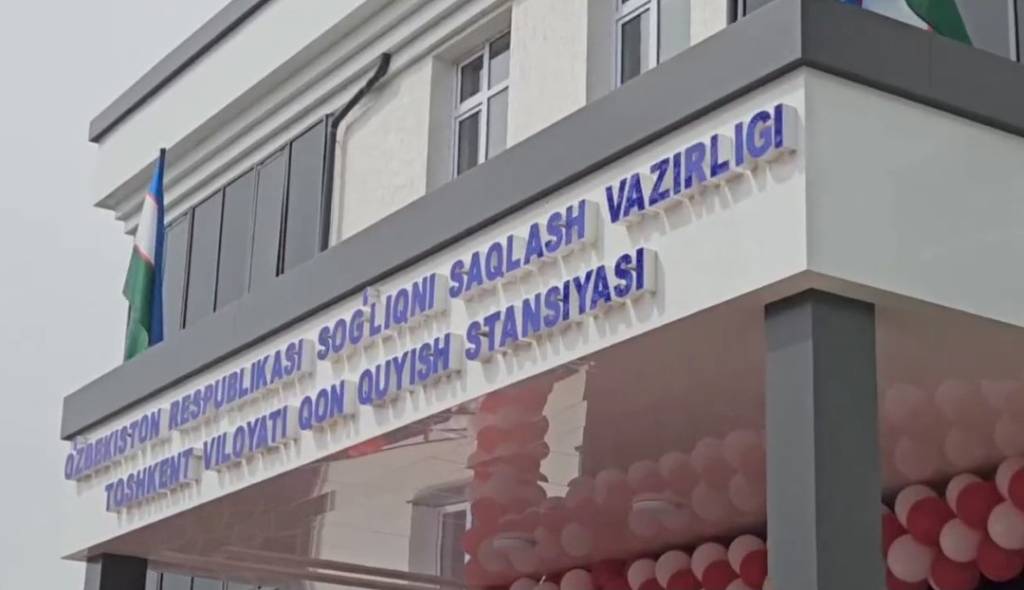 O'ZBEKISTON RESPUBLIKASI SOG'LIQNI SAQLASH VAZIRLIGI
TOSHKENT VILOYATI QON QUYISH STANSIYASI